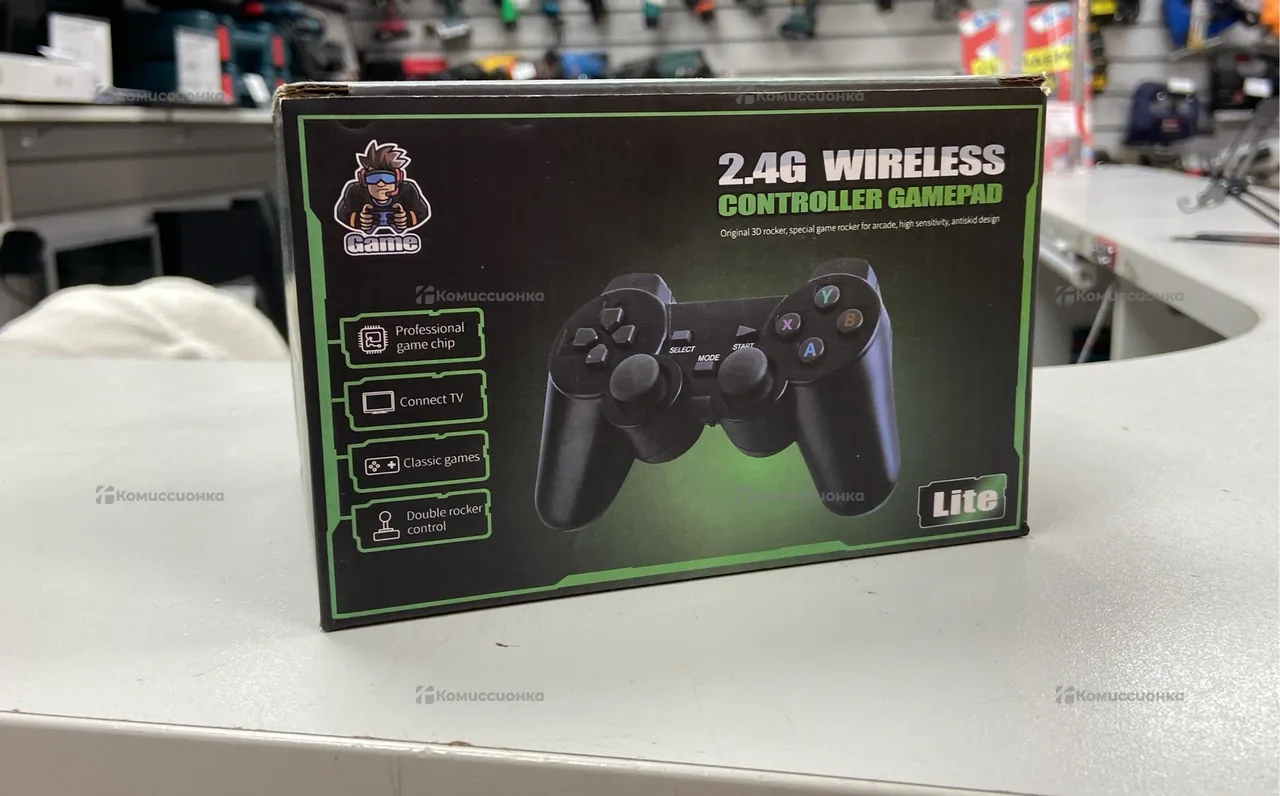 Комиссионка
Комиссионка
2.4G WIRELESS
CONTROLLER GAMEPAD
Original 3D rocker, special game rocker for arcade, high sensitivity, antiskid design
Game
Комиссионка
Комиссионка
Professional
game chip
Connect TV
Classic games
Double rocker
control
SELECT
START
MODE
Y
X
B
A
Lite
Комиссионка
Комиссионка
Комиссионка
Комиссионка